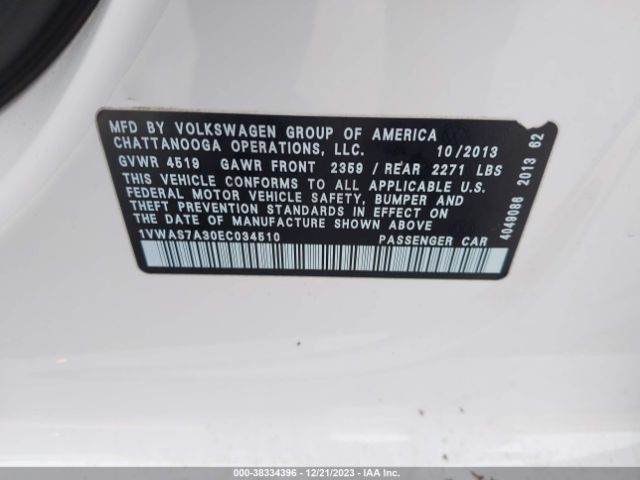 MFD BY VOLKSWAGEN GROUP OF AMERICA
CHATTANOOGA OPERATIONS, LLC. 10/2013
GVWR 4519 GAWR FRONT 2359 / REAR 2271 LBS
THIS VEHICLE CONFORMS TO ALL APPLICABLE U.S.
FEDERAL MOTOR VEHICLE SAFETY, BUMPER AND
THEFT PREVENTION STANDARDS IN EFFECT ON
THE DATE OF MANUFACTURE SHOWN ABOVE
1VWAS7A30EC034510 PASSENGER CAR
4049086 2013 62
000-38334396 - 12/21/2023 - IAA Inc.